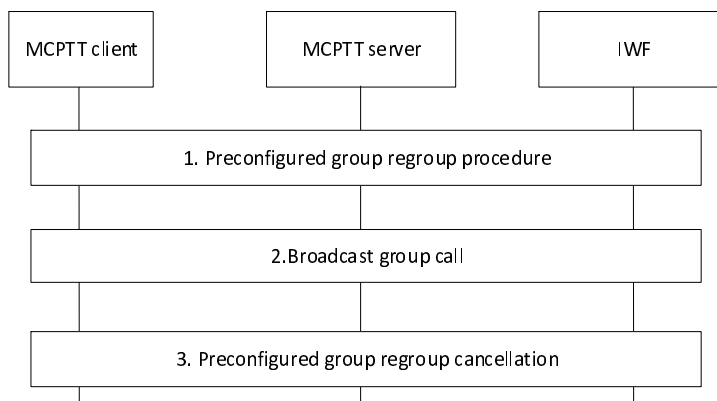 MCPTT client
MCPTT server
IWF
1. Preconfigured group regroup procedure
2.Broadcast group call
3. Preconfigured group regroup cancellation